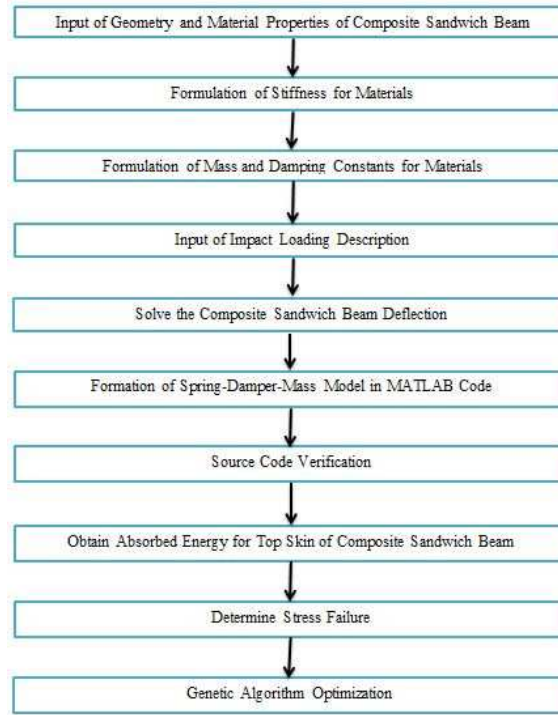 Input of Geometry and Material Properties of Composite Sandwich Beam
Formulation of Stiffness for Materials
Formulation of Mass and Damping Constants for Materials
Input of Impact Loading Description
Solve the Composite Sandwich Beam Deflection
Formation of Spring-Damper-Mass Model in MATLAB Code
Source Code Verification
Obtain Absorbed Energy for Top Skin of Composite Sandwich Beam
Determine Stress Failure
Genetic Algorithm Optimization